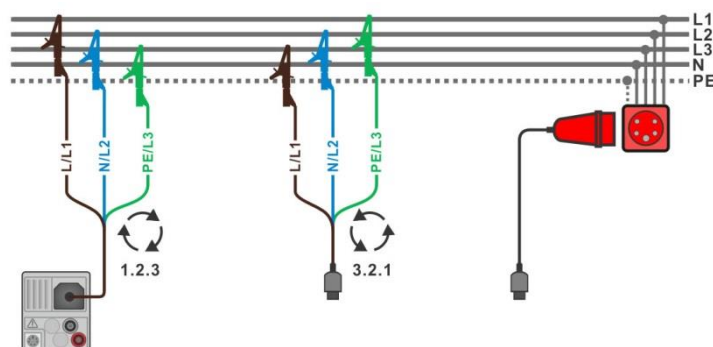 L1
L2
L3
N
PE
L/L1
N/L2
PE/L3
1.2.3
L/L1
N/L2
PE/L3
3.2.1